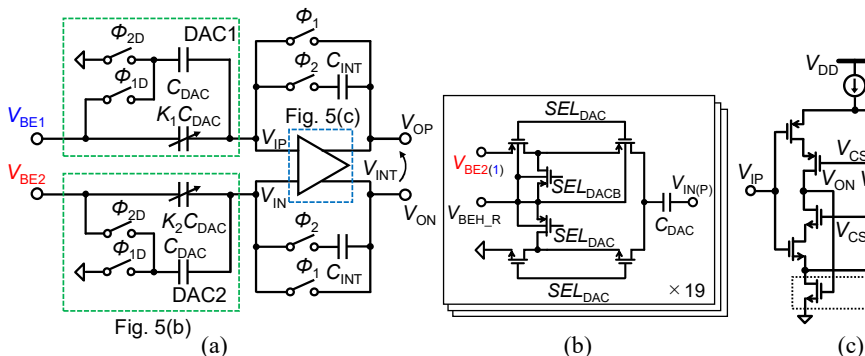 Φ1
Φ2D
DAC1
CDAC
Φ1D
Φ2
CINT
VBE1
K1CDAC
Fig. 5(c)
VOP
VIP
VINT
VBE2
VIN
VON
K2CDAC
Φ2D
CDAC
Φ1D
DAC2
Φ2
CINT
Φ1
Fig. 5(b)
(a)
SELDAC
VBE2(1)
SELDACB
VIN(P)
VBEH_R
CDAC
SELDAC
SELDAC
× 19
(b)
VDD
VCS
VIP
VON
VCS
(c)